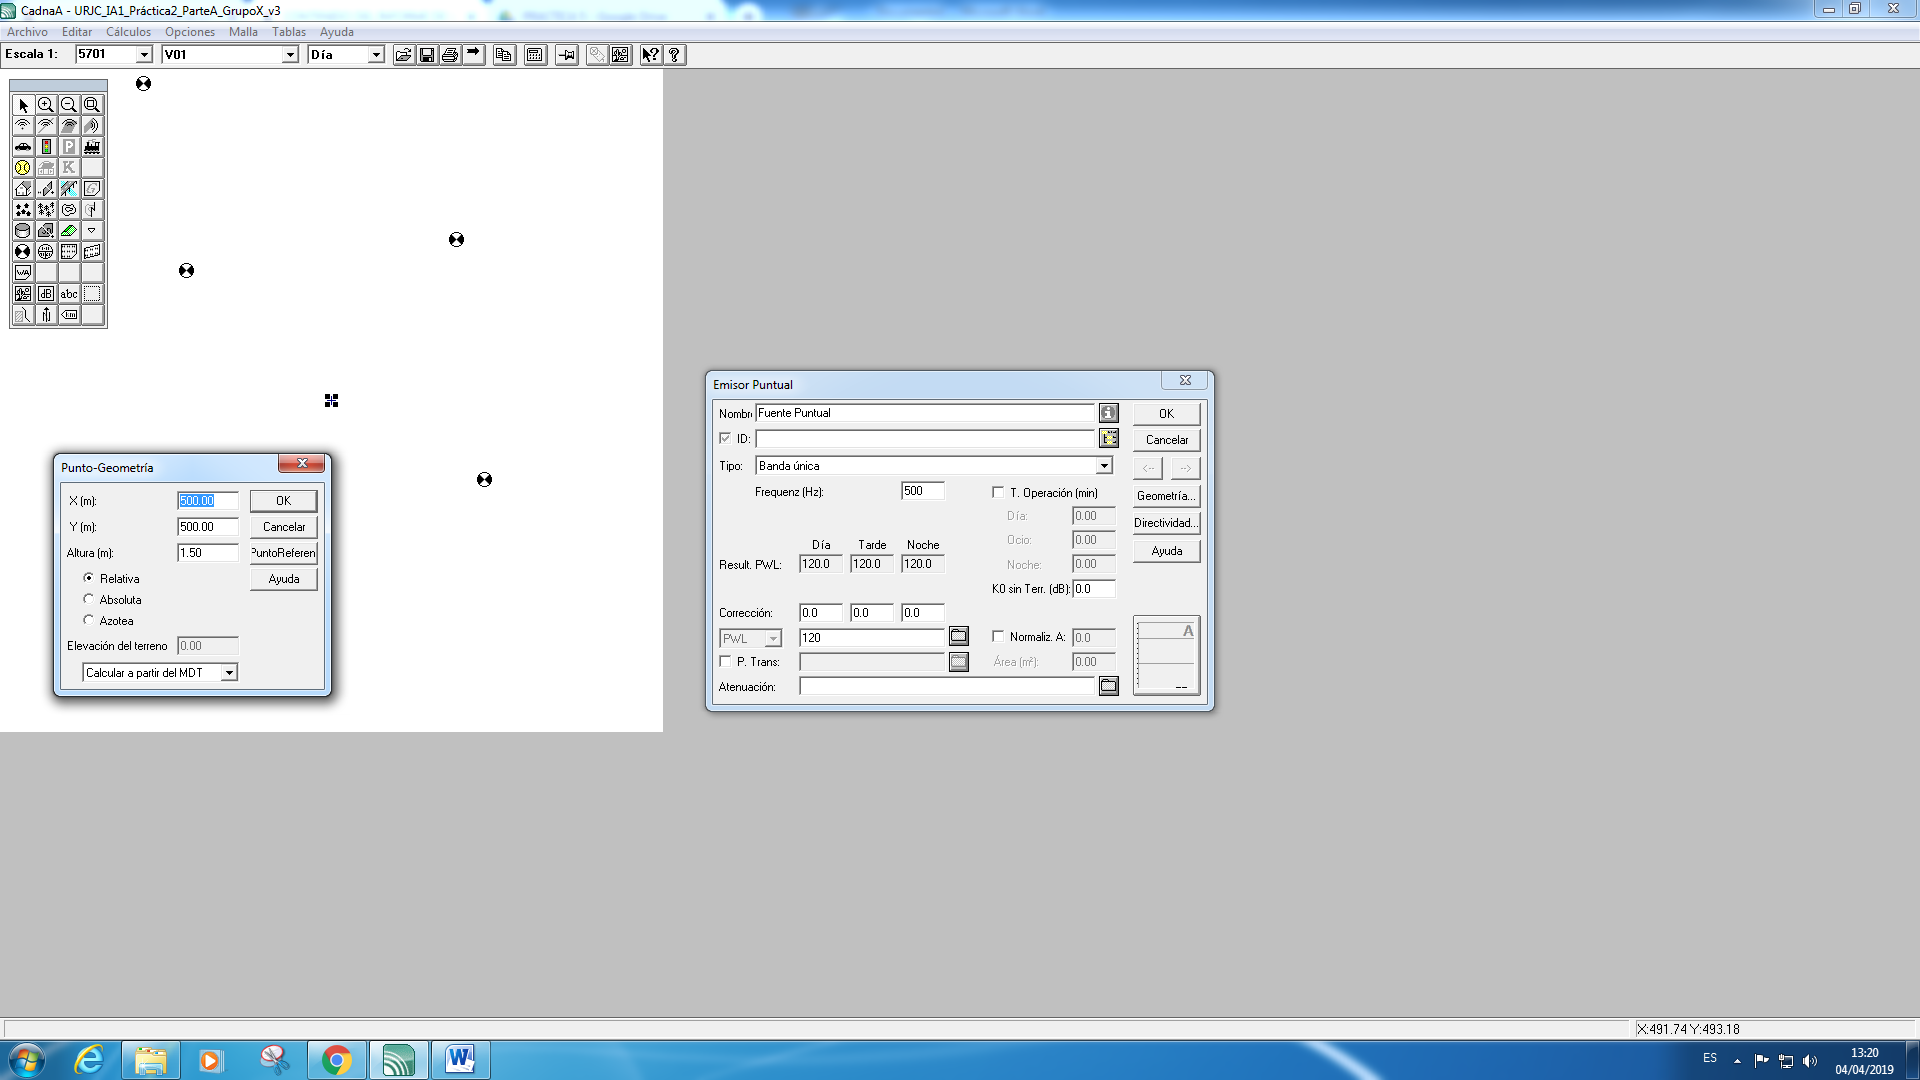 CadnaA - URJC_IA1_Práctica2_ParteA_GrupoX_v3
Archivo Editar Cálculos Opciones Malla Tablas Ayuda
Escala 1: 5701 V01 Día
P
K
G
VA
dB abc
lim
Punto-Geometría
X (m): 500.00 OK
Y (m): 500.00 Cancelar
Altura (m): 1.50 PuntoReferen
Relativa Ayuda
Absoluta
Azotea
Elevación del terreno 0.00
Calcular a partir del MDT
Emisor Puntual
Nombr Fuente Puntual OK
ID: Cancelar
Tipo: Banda única <-- -->
Frequenz (Hz): 500 T. Operación (min) Geometría...
Día: 0.00 Directividad...
Ocio: 0.00
Día Tarde Noche Ayuda
Result. PWL: 120.0 120.0 120.0 Noche: 0.00
K0 sin Terr. (dB): 0.0
Corrección: 0.0 0.0 0.0
PWL 120 Normaliz. A: 0.0 A
P. Trans: Área (m²): 0.00
Atenuación: --
X:491.74 Y:493.18
ES 13:20
04/04/2019